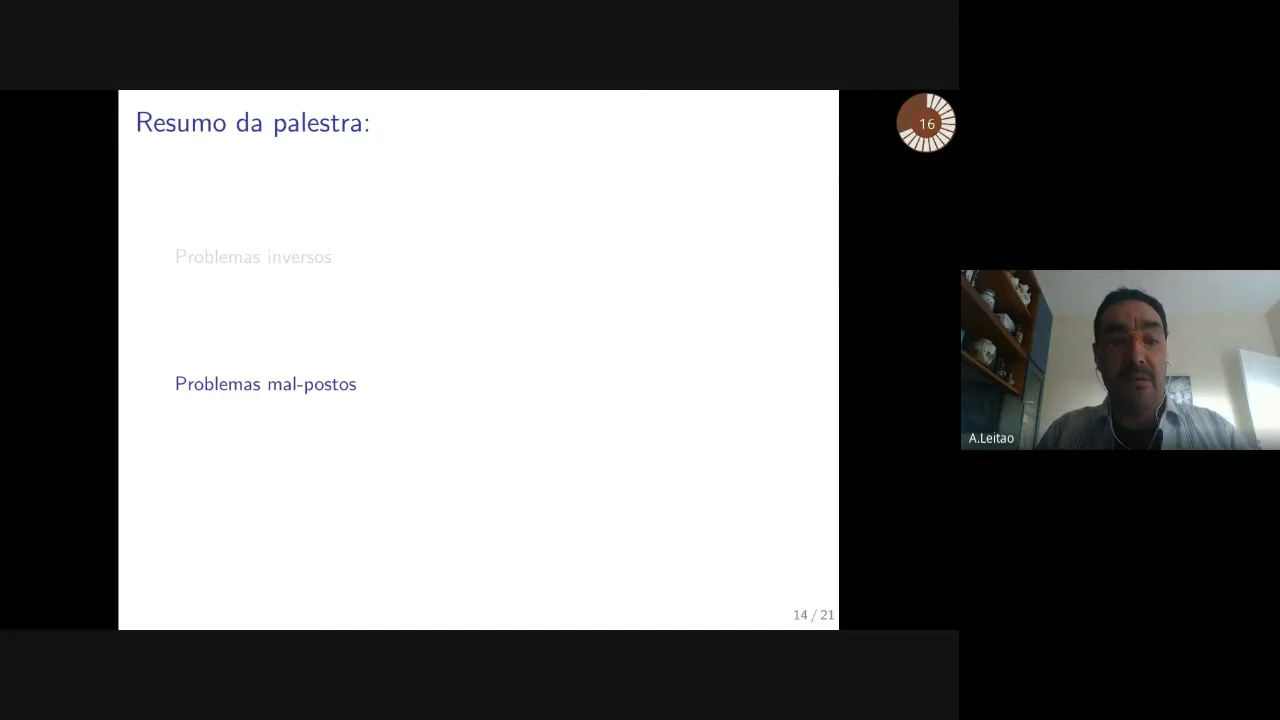 Resumo da palestra:
16
Problemas inversos
Problemas mal-postos
A.Leitao
14 / 21